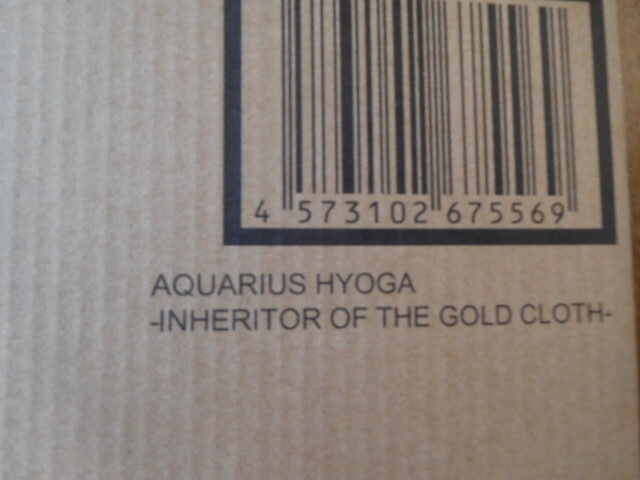 4 573102 675569
AQUARIUS HYOGA
-INHERITOR OF THE GOLD CLOTH-